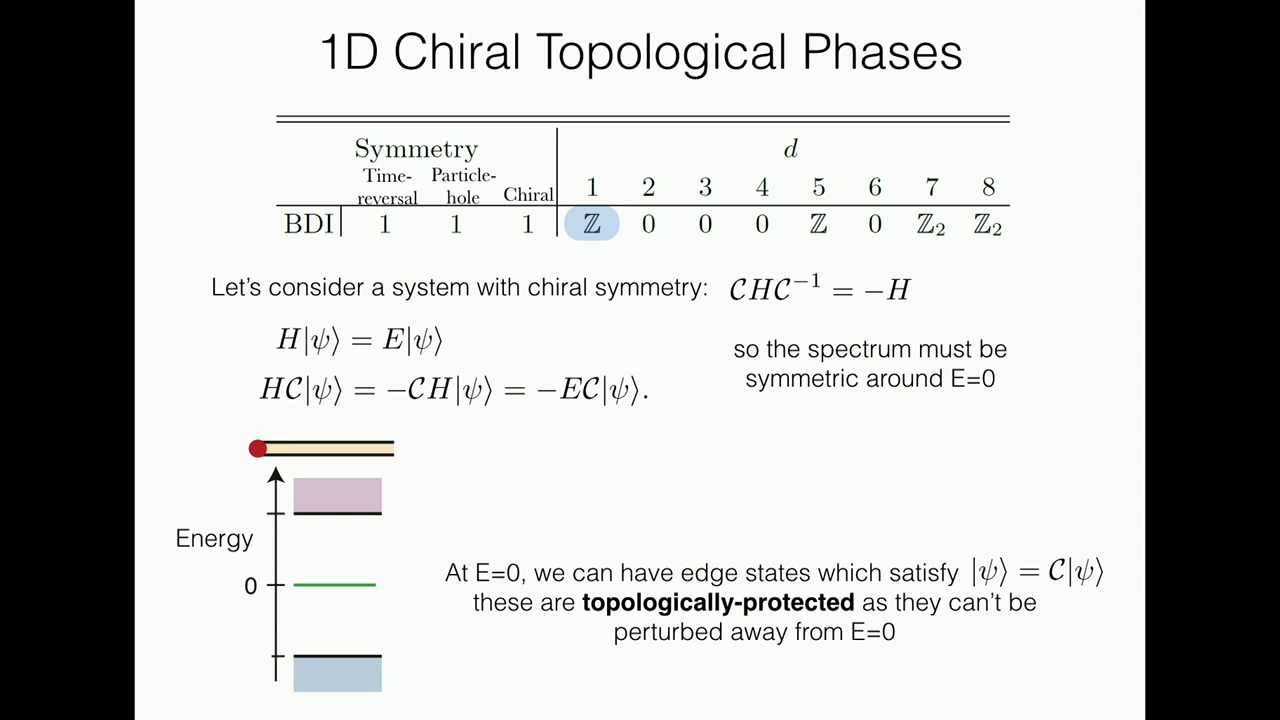 1D Chiral Topological Phases
Symmetry d
Time-reversal Particle-hole Chiral 1 2 3 4 5 6 7 8
BDI 1 1 1 ℤ 0 0 0 ℤ 0 ℤ₂ ℤ₂
Let's consider a system with chiral symmetry: 𝒞H𝒞⁻¹ = −H
H|ψ⟩ = E|ψ⟩
H𝒞|ψ⟩ = −𝒞H|ψ⟩ = −E𝒞|ψ⟩.
so the spectrum must be
symmetric around E=0
Energy
0
At E=0, we can have edge states which satisfy |ψ⟩ = 𝒞|ψ⟩
these are topologically-protected as they can't be
perturbed away from E=0